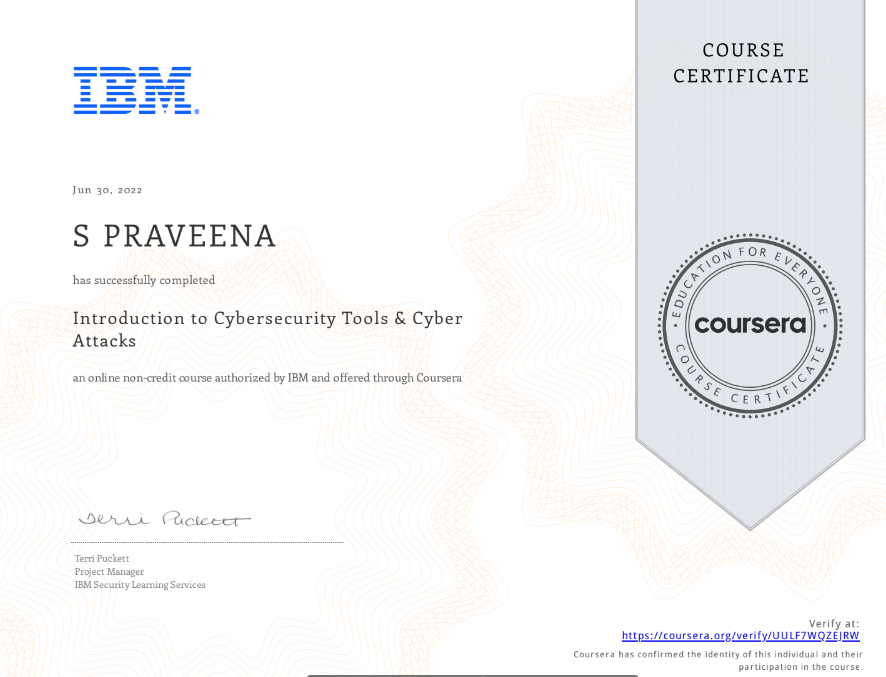 IBM®
COURSE
CERTIFICATE
Jun 30, 2022
S PRAVEENA
has successfully completed
Introduction to Cybersecurity Tools & Cyber
Attacks
an online non-credit course authorized by IBM and offered through Coursera
EDUCATION FOR EVERYONE
coursera
COURSE CERTIFICATE
Terri Puckett
Terri Puckett
Project Manager
IBM Security Learning Services
Verify at:
https://coursera.org/verify/UULF7WQZEJRW
Coursera has confirmed the identity of this individual and their
participation in the course.